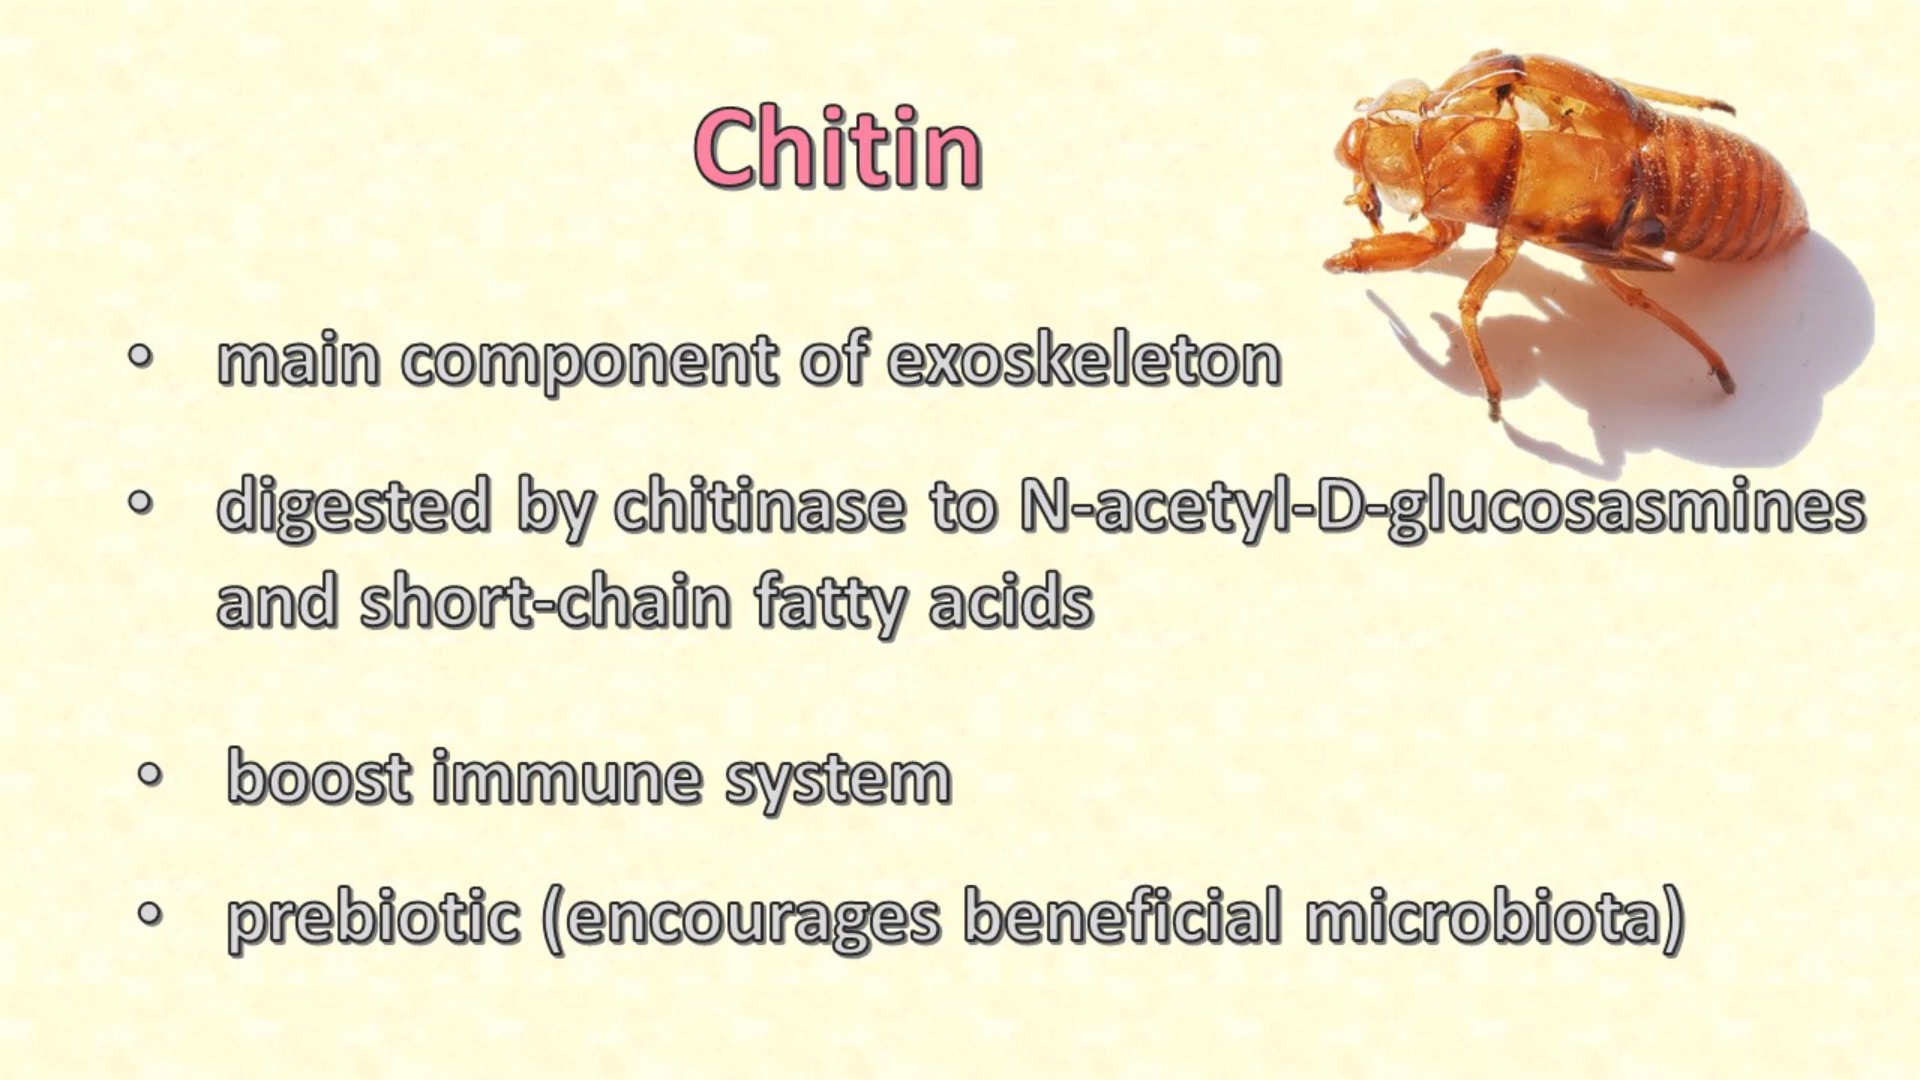 Chitin
• main component of exoskeleton
• digested by chitinase to N-acetyl-D-glucosasmines
and short-chain fatty acids
• boost immune system
• prebiotic (encourages beneficial microbiota)